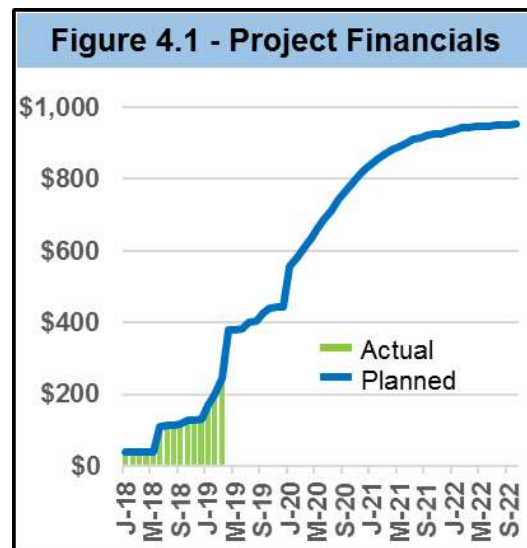 Figure 4.1 - Project Financials
$1,000
$800
$600
$400
$200
$0
Actual
Planned
J-18
M-18
S-18
J-19
M-19
S-19
J-20
M-20
S-20
J-21
M-21
S-21
J-22
M-22
S-22